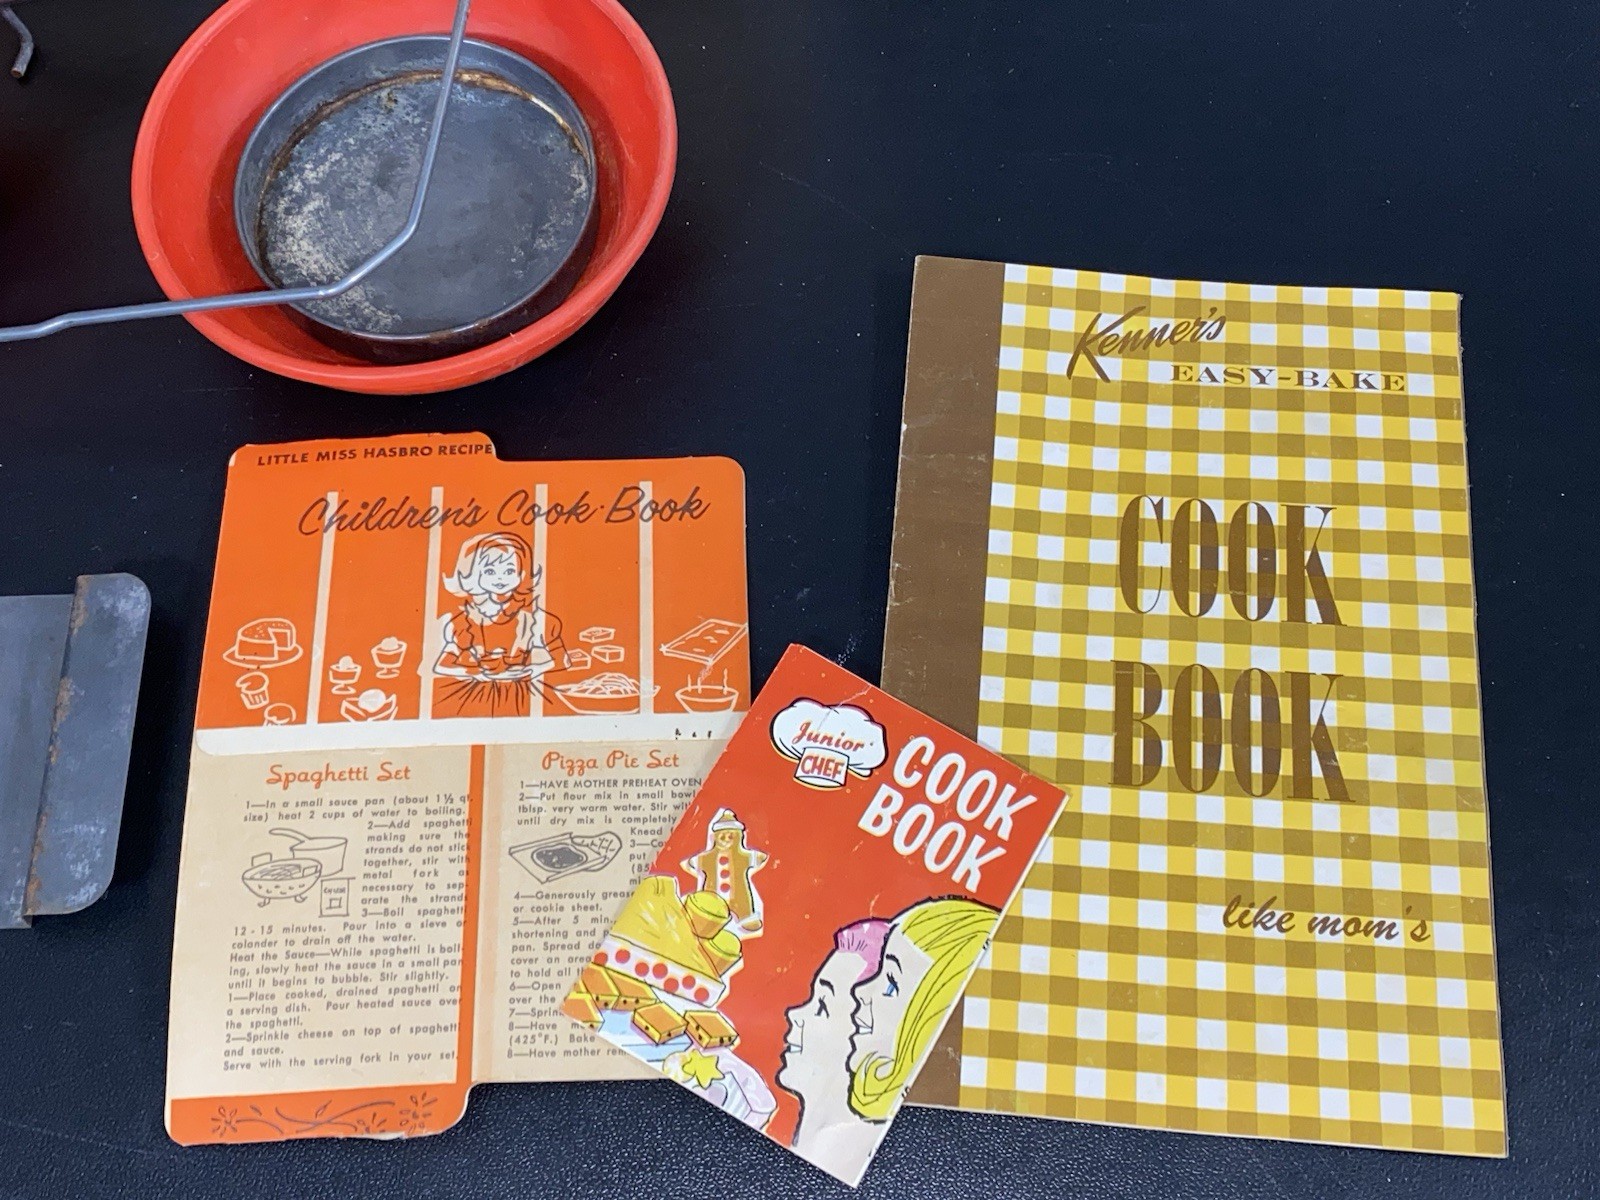 LITTLE MISS HASBRO RECIPE
Children's Cook Book
Spaghetti Set
1—In a small sauce pan (about 1½ qt.
size) heat 2 cups of water to boiling.
2—Add spaghetti
making sure the
strands do not stick
together, stir with
metal fork as
necessary to sep-
arate the strands
3—Boil spaghetti
12-15 minutes. Pour into a sieve or
colander to drain off the water.
Heat the Sauce—While spaghetti is boil-
ing, slowly heat the sauce in a small pan
until it begins to bubble. Stir slightly.
1—Place cooked, drained spaghetti on
a serving dish. Pour heated sauce over
the spaghetti.
2—Sprinkle cheese on top of spaghetti
and sauce.
Serve with the serving fork in your set.
Pizza Pie Set
1—HAVE MOTHER PREHEAT OVEN
2—Put flour mix in small bowl
tblsp. very warm water. Stir with
until dry mix is completely
Knead
3—Co
put
(85
mi
4—Generously grease
or cookie sheet.
5—After 5 min.,
shortening and p
pan. Spread do
cover an area
to hold all
6—Open
over the
7—Sprin
8—Have
(425°F.) Bake
8—Have mother rem
Junior
CHEF
COOK
BOOK
Kenner's
EASY-BAKE
COOK
BOOK
like mom's